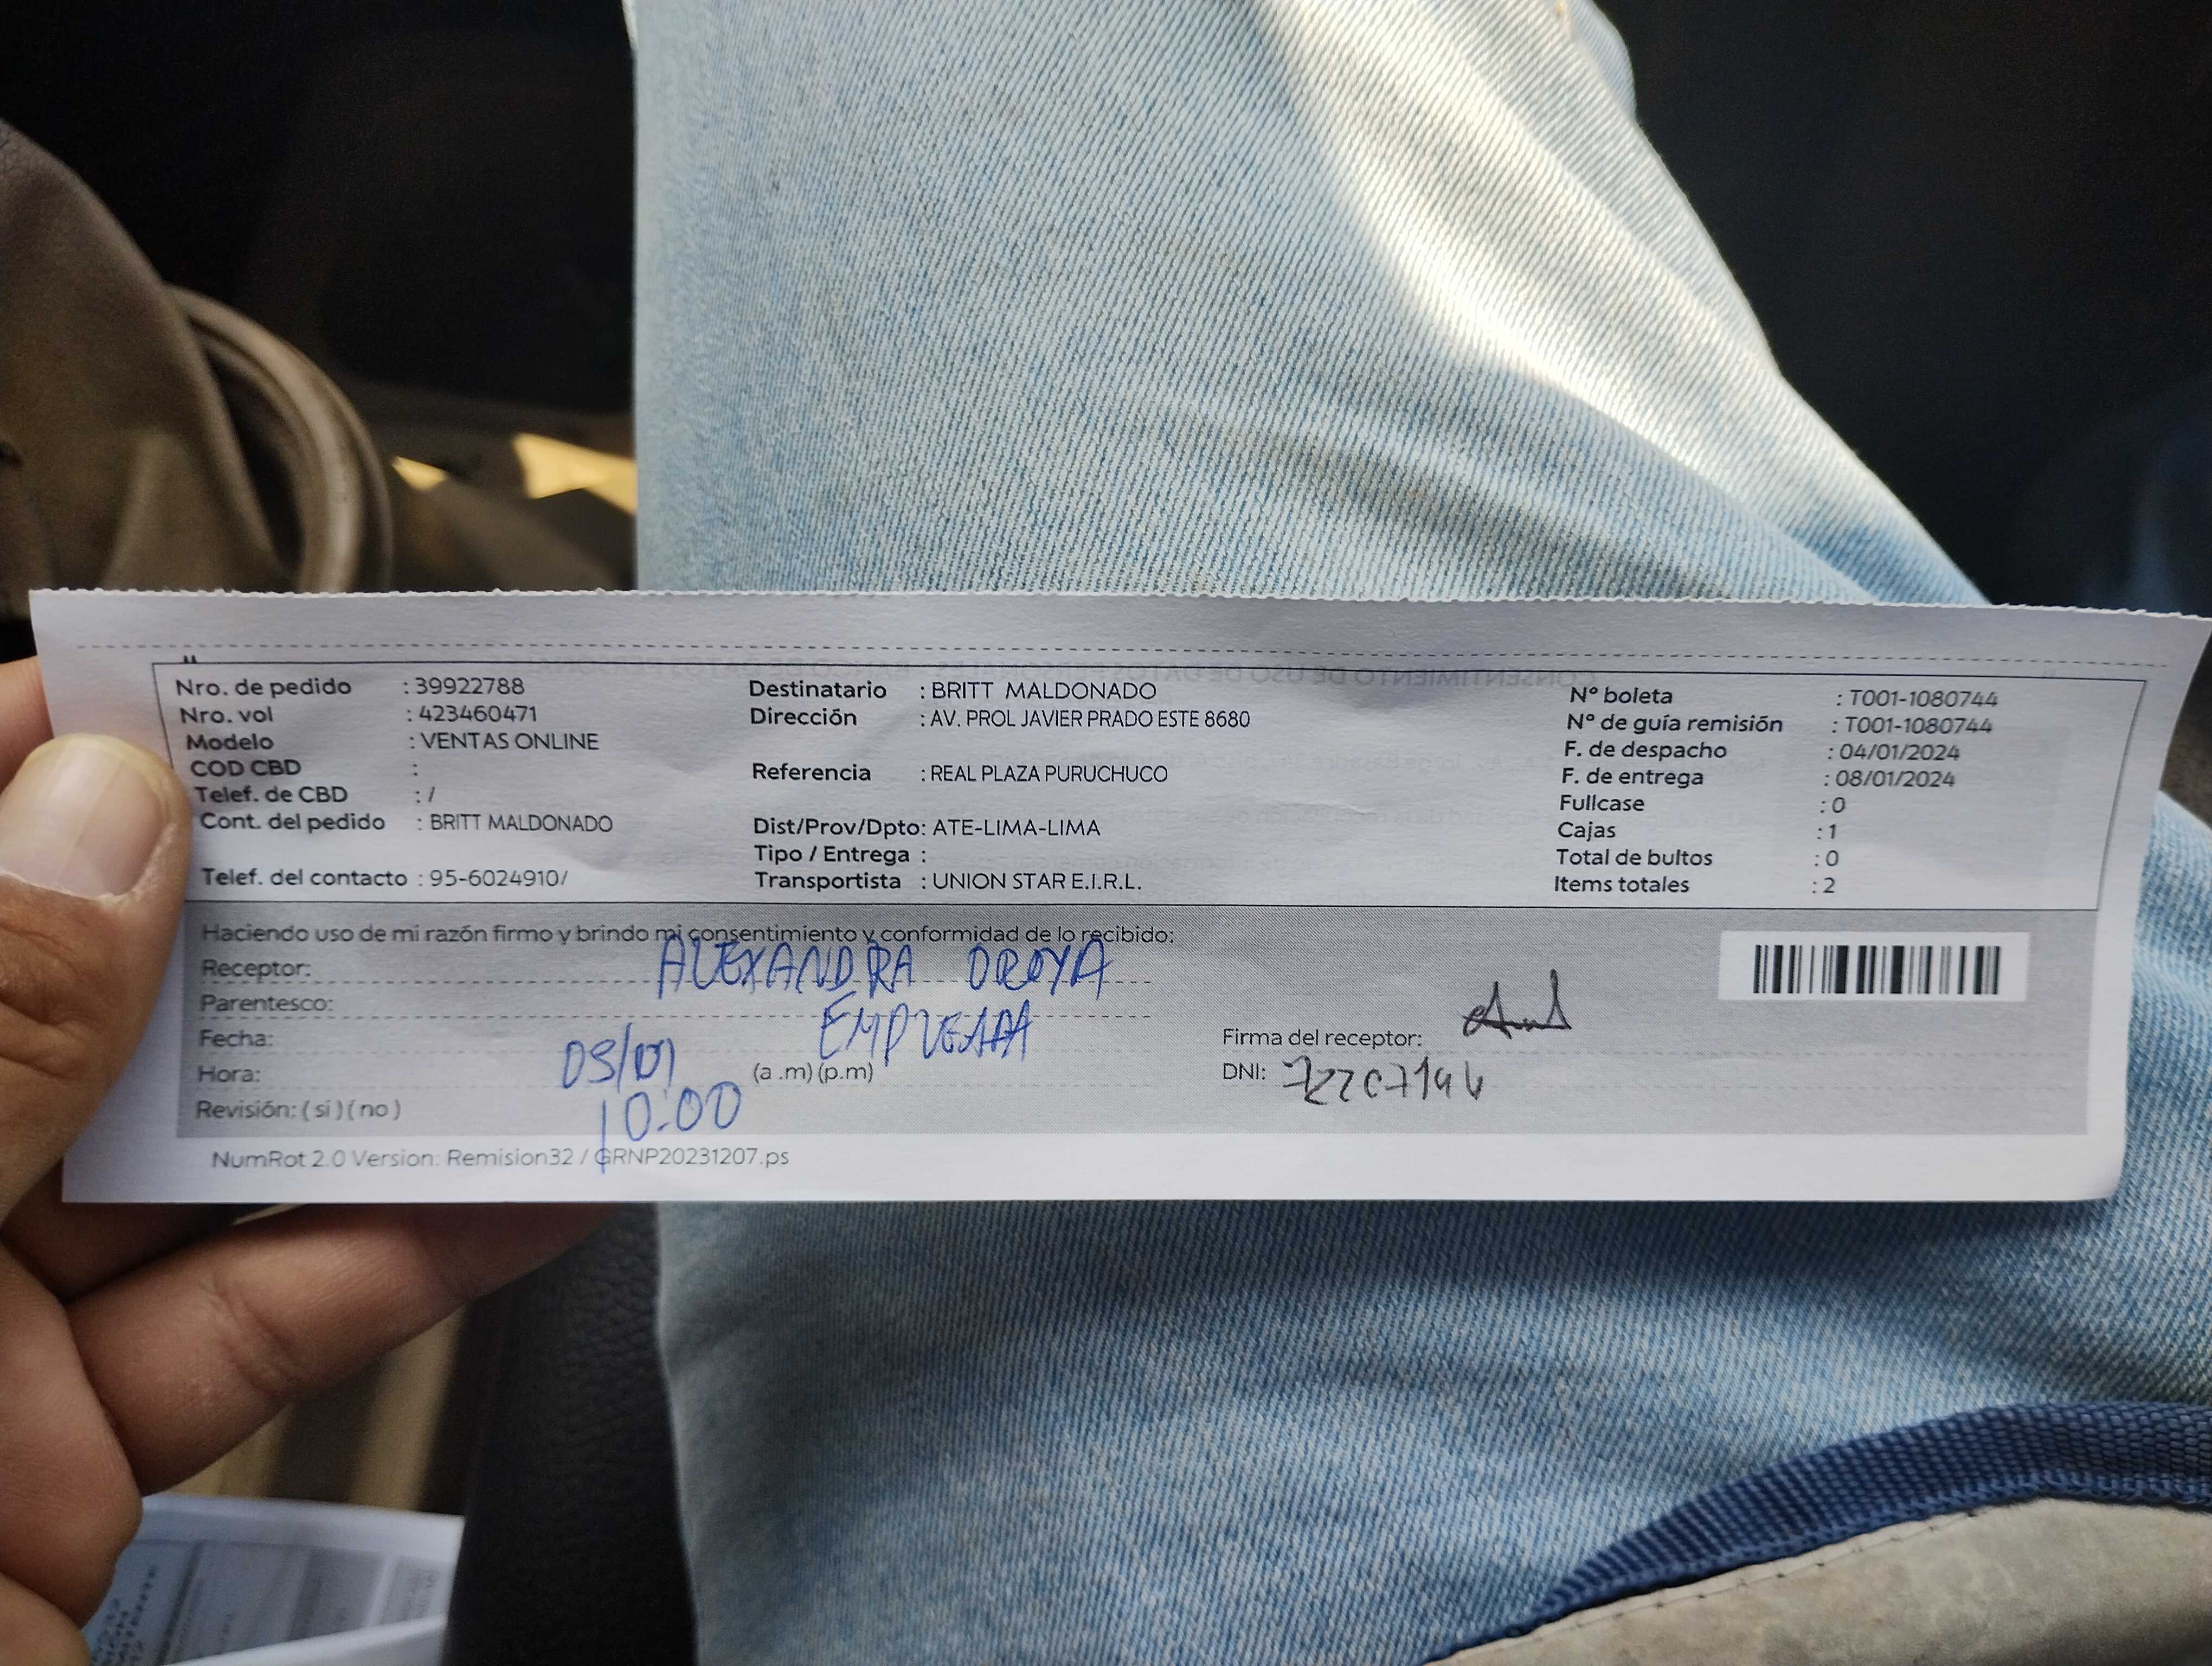 Nro. de pedido : 39922788
Nro. vol : 423460471
Modelo : VENTAS ONLINE
COD CBD :
Telef. de CBD : /
Cont. del pedido : BRITT MALDONADO
Telef. del contacto : 95-6024910/
Destinatario : BRITT MALDONADO
Dirección : AV. PROL JAVIER PRADO ESTE 8680
Referencia : REAL PLAZA PURUCHUCO
Dist/Prov/Dpto: ATE-LIMA-LIMA
Tipo / Entrega :
Transportista : UNION STAR E.I.R.L.
Nº boleta : T001-1080744
Nº de guía remisión : T001-1080744
F. de despacho : 04/01/2024
F. de entrega : 08/01/2024
Fullcase : 0
Cajas : 1
Total de bultos : 0
Items totales : 2
Haciendo uso de mi razón firmo y brindo mi consentimiento y conformidad de lo recibido:
Receptor: ALEXANDRA OROYA
Parentesco:
Fecha:
Hora: (a .m) (p.m)
10:00
Revisión: ( si ) ( no )
Firma del receptor:
DNI:
NumRot 2.0 Version: Remision32 / GRNP20231207.ps